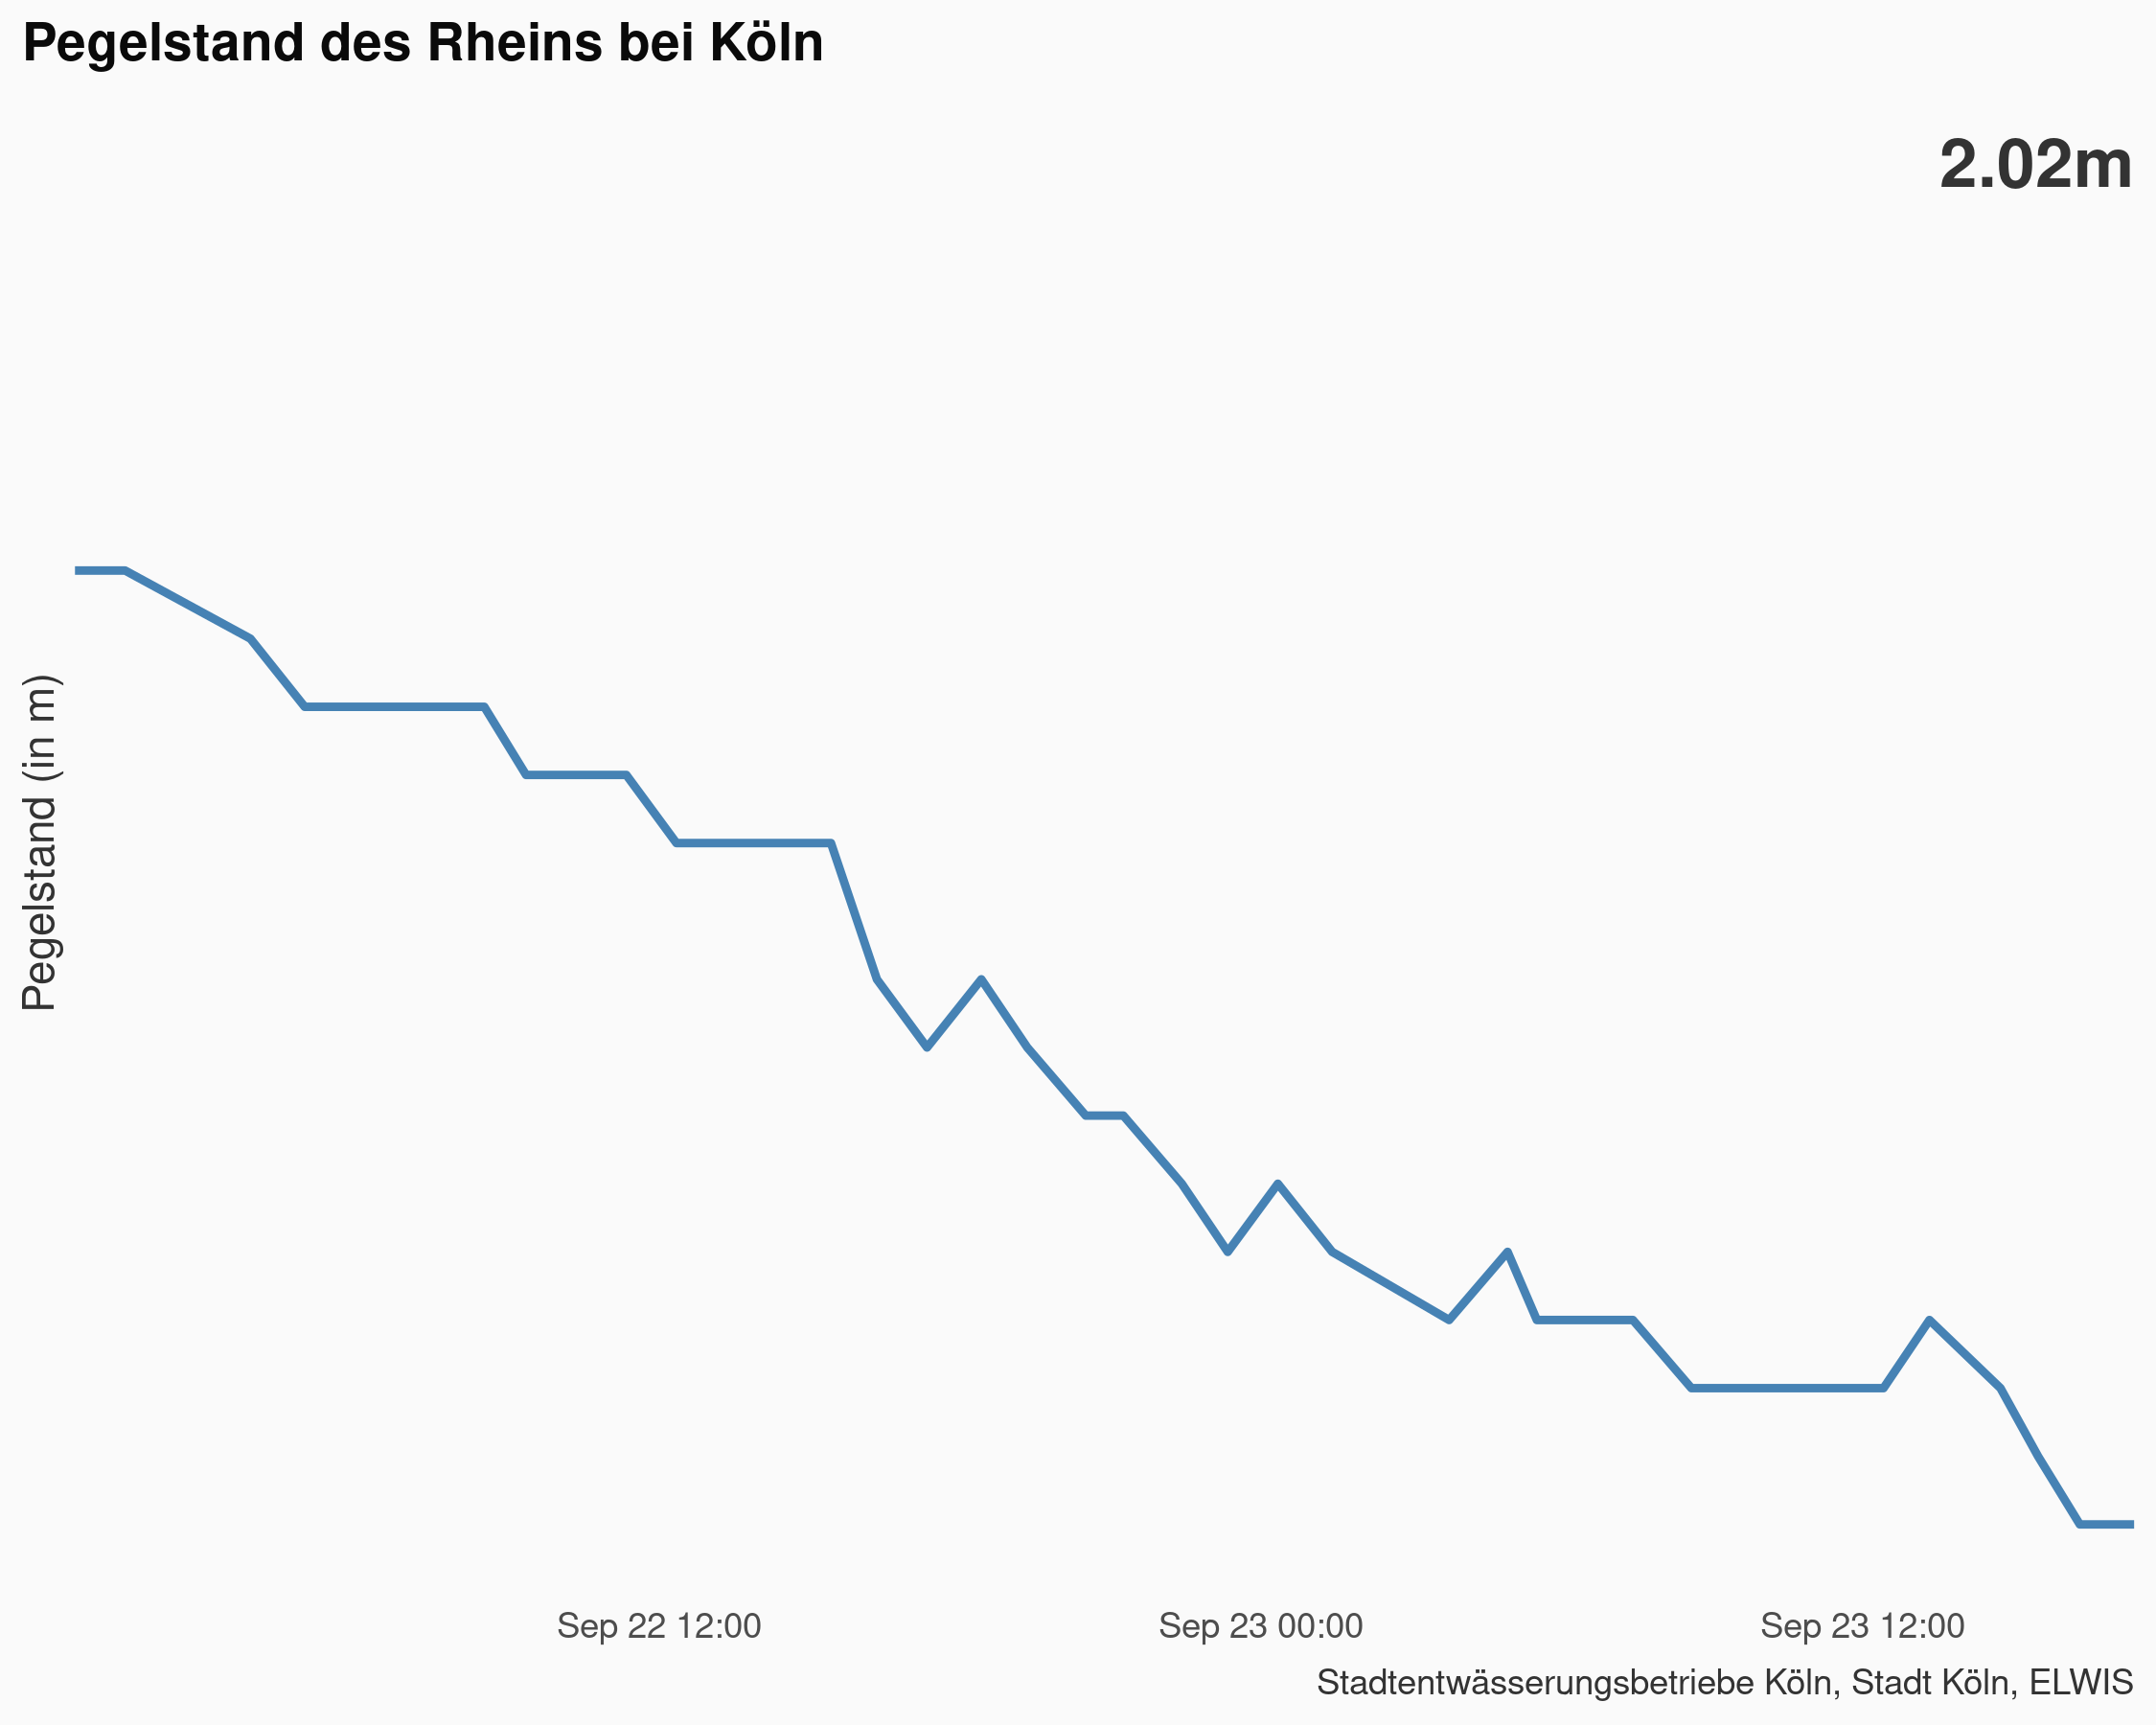 Pegelstand des Rheins bei Köln
2.02m
Pegelstand (in m)
Sep 22 12:00
Sep 23 00:00
Sep 23 12:00
Stadtentwässerungsbetriebe Köln, Stadt Köln, ELWIS